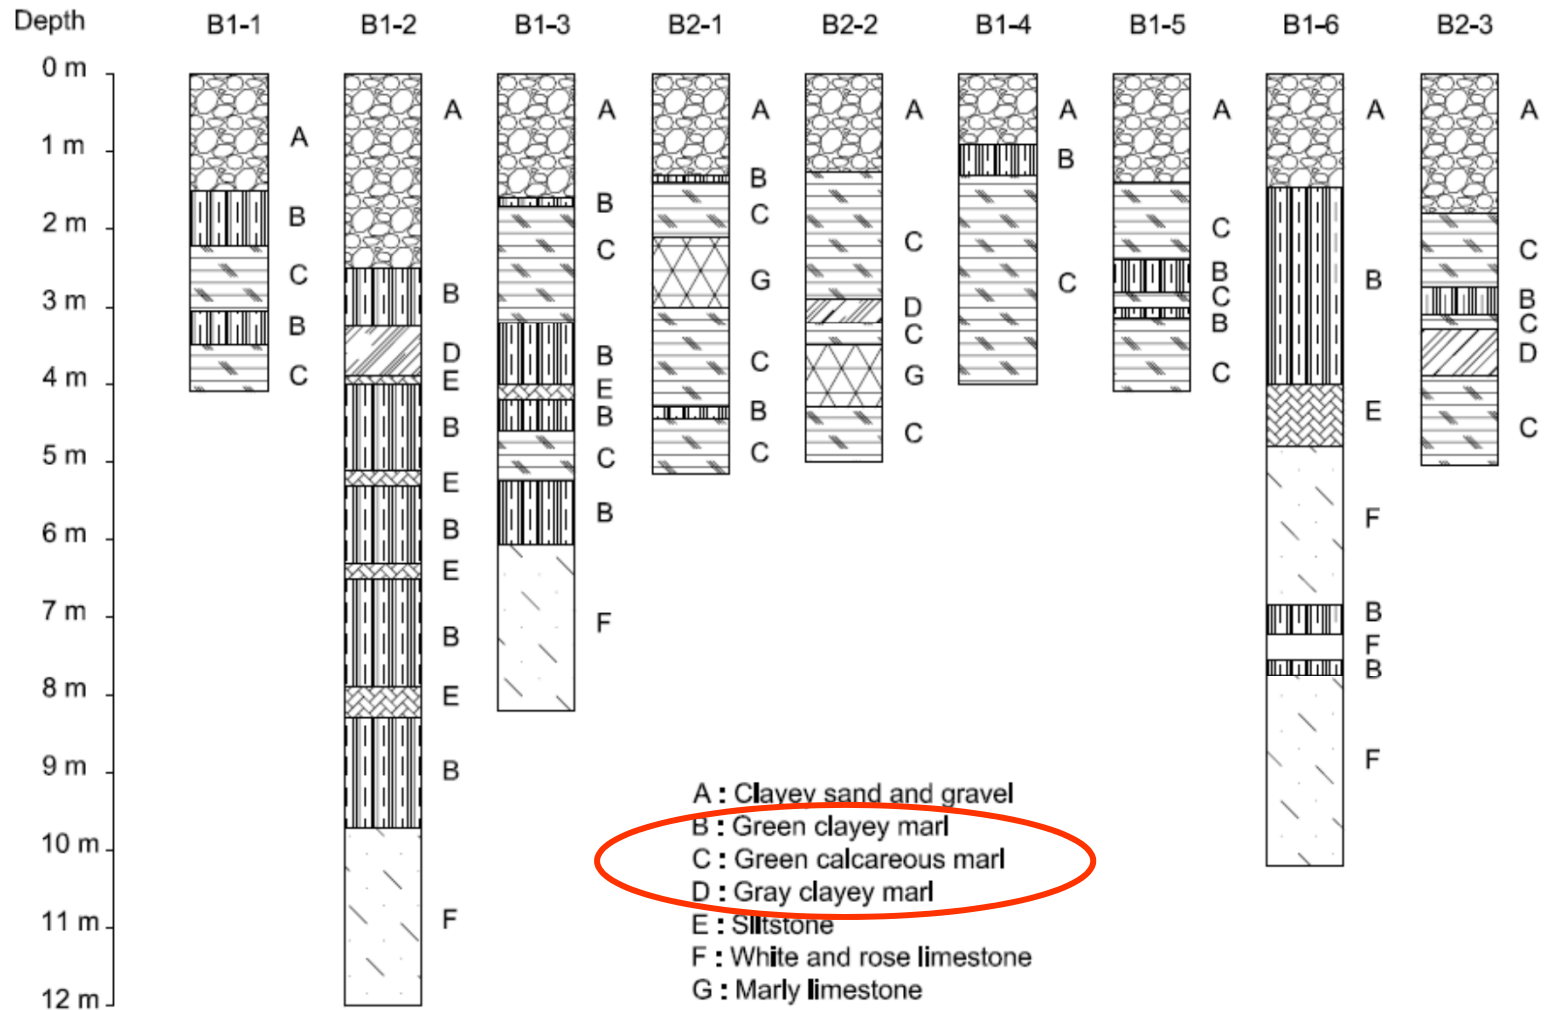 Depth B1-1 B1-2 B1-3 B2-1 B2-2 B1-4 B1-5 B1-6 B2-3
0 m
A A A A A A A A
1 m A
B
B
2 m B B C C
C C C
C
3 m B G B B B
D C C C
B C B
B C D
4 m C D E C G C
E B B E
B C C
5 m C C
E
B
6 m B F
E
7 m B F B
F
8 m E B
9 m B F
A : Clayey sand and gravel
B : Green clayey marl
10 m C : Green calcareous marl
D : Gray clayey marl
11 m F E : Siltstone
F : White and rose limestone
12 m G : Marly limestone